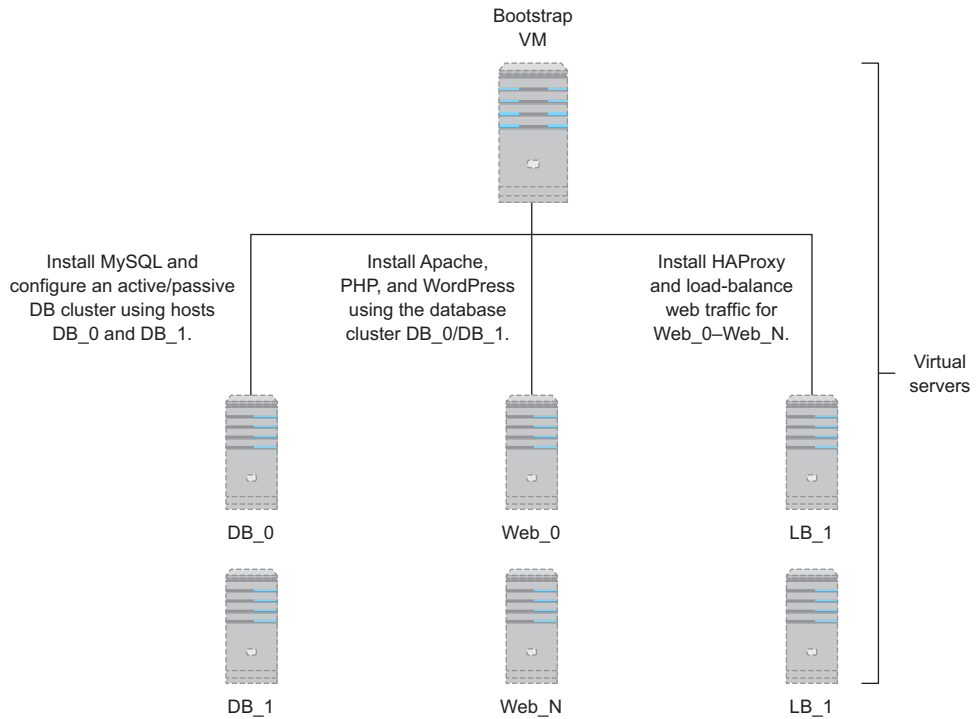 Bootstrap
VM
Install MySQL and
configure an active/passive
DB cluster using hosts
DB_0 and DB_1.
Install Apache,
PHP, and WordPress
using the database
cluster DB_0/DB_1.
Install HAProxy
and load-balance
web traffic for
Web_0–Web_N.
Virtual
servers
DB_0
Web_0
LB_1
DB_1
Web_N
LB_1